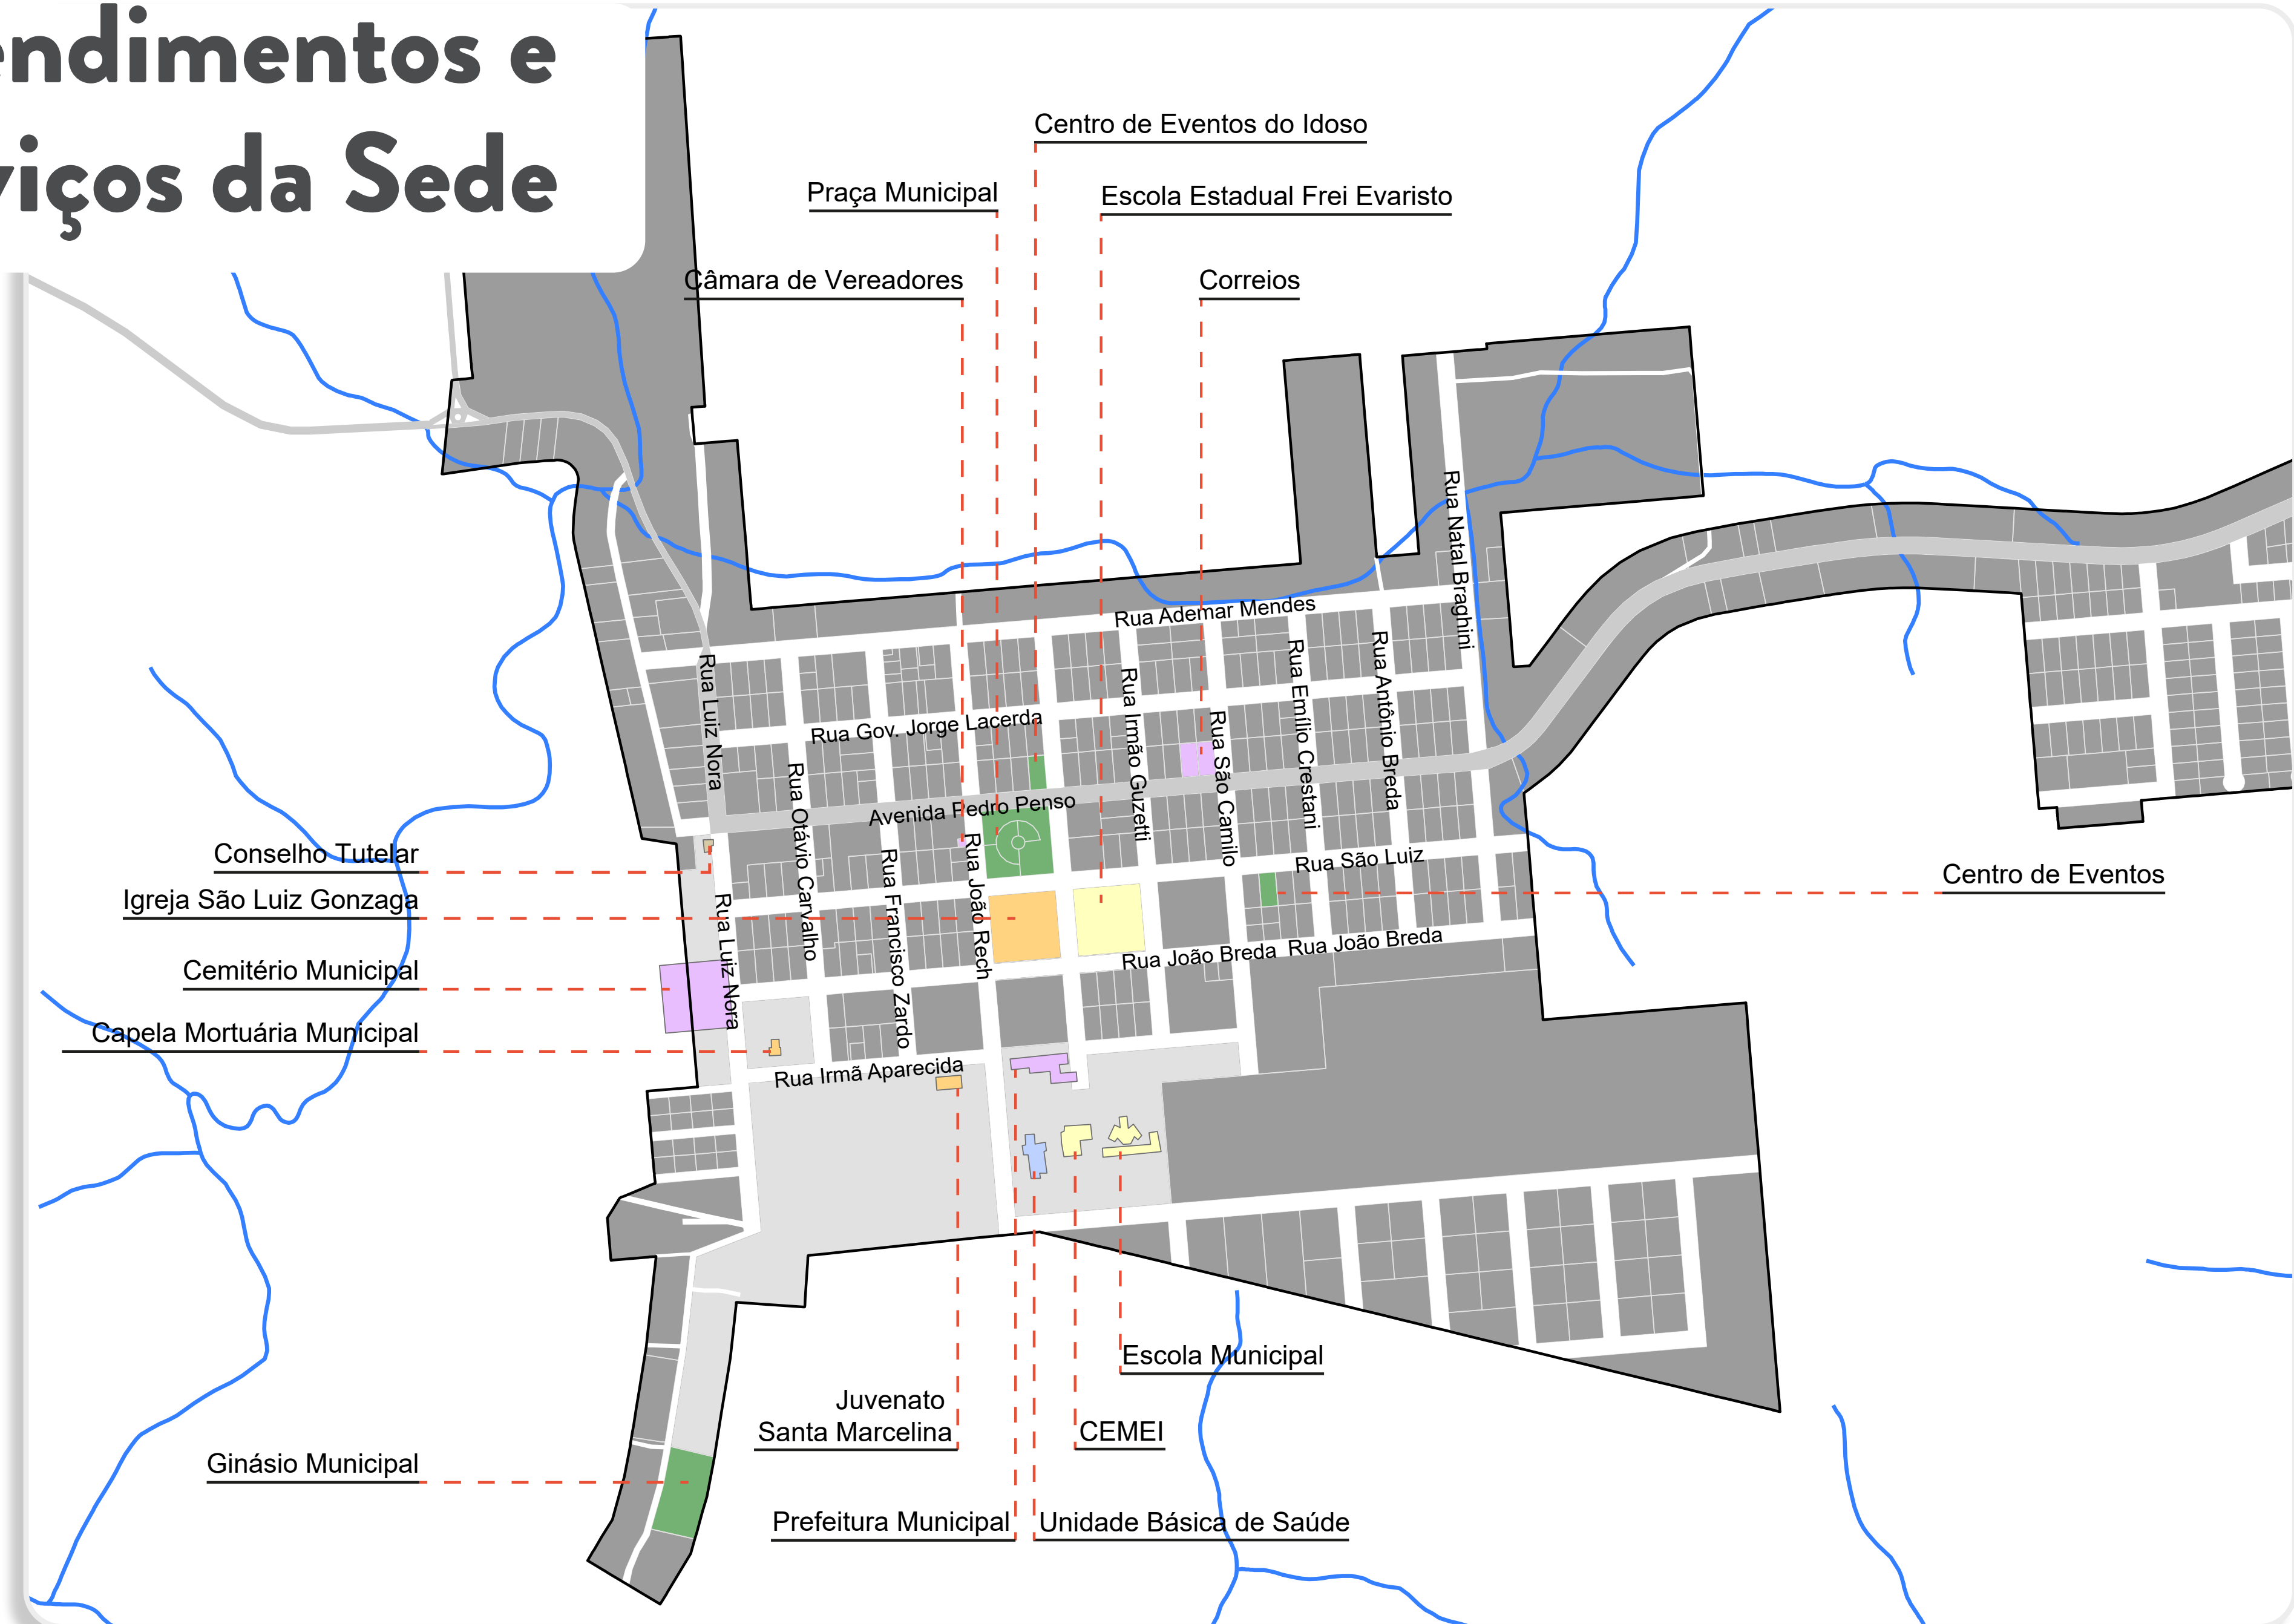 endimentos e
viços da Sede
Centro de Eventos do Idoso
Praça Municipal
Escola Estadual Frei Evaristo
Câmara de Vereadores
Correios
Rua Natal Braghini
Rua Ademar Mendes
Rua Luiz Nora
Rua Gov. Jorge Lacerda
Rua Irmão Guzetti
Rua São Camilo
Rua Emílio Crestani
Rua Antônio Breda
Rua Otávio Carvalho
Avenida Pedro Penso
Rua Francisco Zardo
Rua João Rech
Rua São Luiz
Conselho Tutelar
Centro de Eventos
Igreja São Luiz Gonzaga
Rua Luiz Nora
Rua João Breda
Rua João Breda
Cemitério Municipal
Capela Mortuária Municipal
Rua Irmã Aparecida
Escola Municipal
Juvenato
Santa Marcelina
CEMEI
Ginásio Municipal
Prefeitura Municipal
Unidade Básica de Saúde